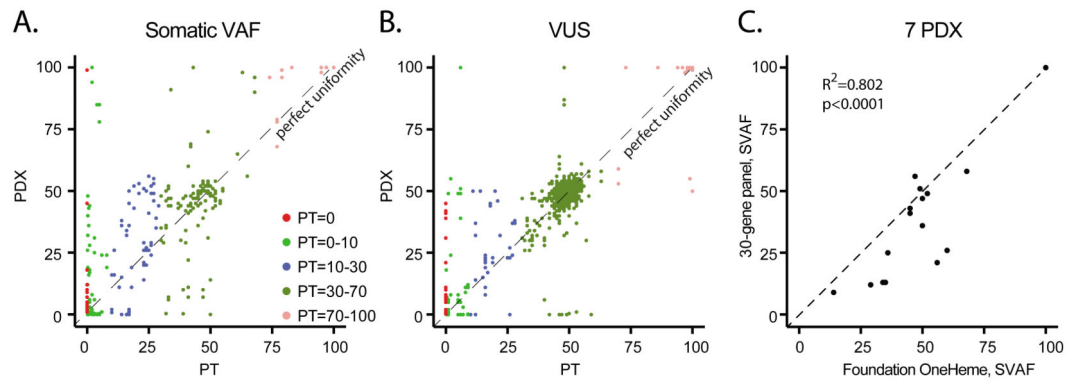 A.
Somatic VAF
100
75
50
25
0
PDX
0
25
50
75
100
PT
perfect uniformity
PT=0
PT=0-10
PT=10-30
PT=30-70
PT=70-100
B.
VUS
100
75
50
25
0
PDX
0
25
50
75
100
PT
perfect uniformity
C.
7 PDX
R2=0.802
p<0.0001
100
75
50
25
0
30-gene panel, SVAF
0
25
50
75
100
Foundation OneHeme, SVAF